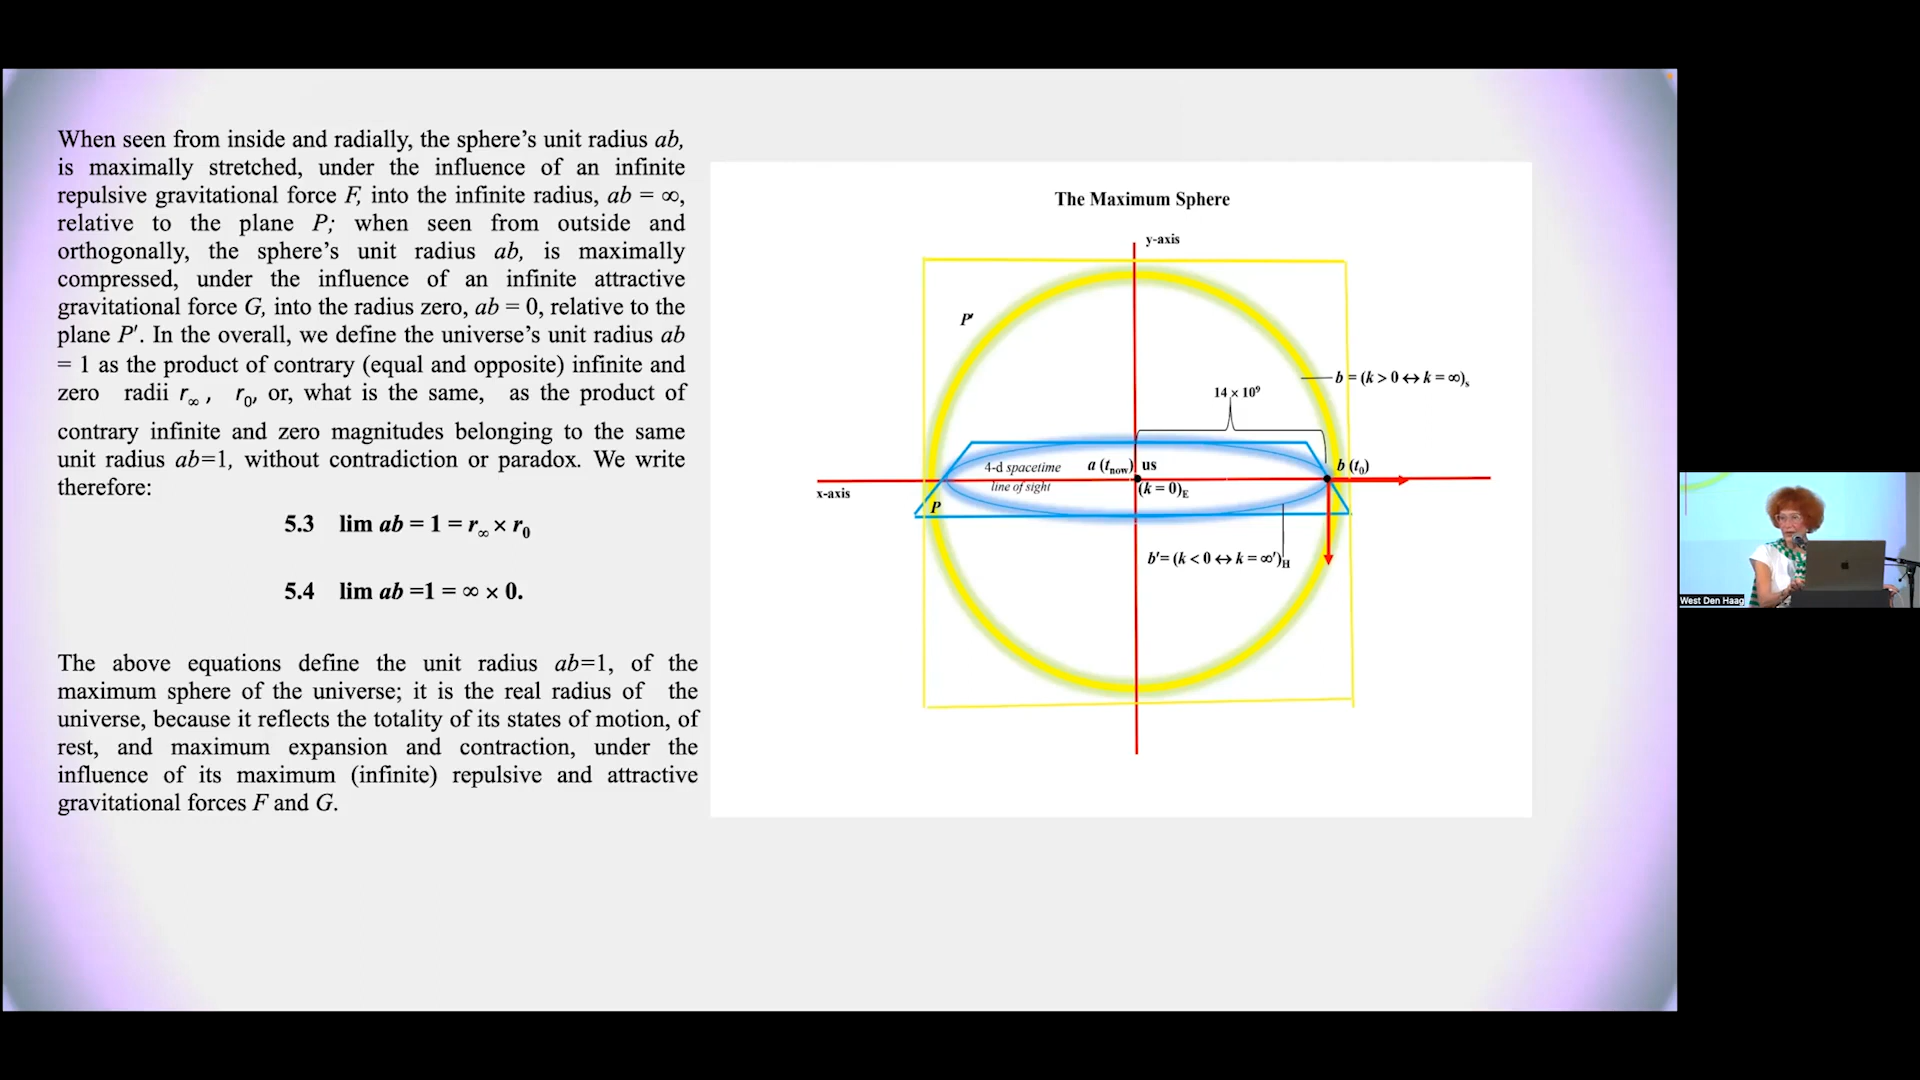 When seen from inside and radially, the sphere’s unit radius ab,
is maximally stretched, under the influence of an infinite
repulsive gravitational force F, into the infinite radius, ab = ∞,
relative to the plane P; when seen from outside and
orthogonally, the sphere’s unit radius ab, is maximally
compressed, under the influence of an infinite attractive
gravitational force G, into the radius zero, ab = 0, relative to the
plane P′. In the overall, we define the universe’s unit radius ab
= 1 as the product of contrary (equal and opposite) infinite and
zero radii r∞ , r₀, or, what is the same, as the product of
contrary infinite and zero magnitudes belonging to the same
unit radius ab=1, without contradiction or paradox. We write
therefore:
5.3 lim ab = 1 = r∞ × r₀
5.4 lim ab =1 = ∞ × 0.
The above equations define the unit radius ab=1, of the
maximum sphere of the universe; it is the real radius of the
universe, because it reflects the totality of its states of motion, of
rest, and maximum expansion and contraction, under the
influence of its maximum (infinite) repulsive and attractive
gravitational forces F and G.
The Maximum Sphere
y-axis
P′
b = (k > 0 ↔ k = ∞)s
14 × 10⁹
4-d spacetime
line of sight
a (tnow) us
b (t₀)
(k = 0)E
x-axis
P
b′= (k < 0 ↔ k = ∞′)H
West Den Haag